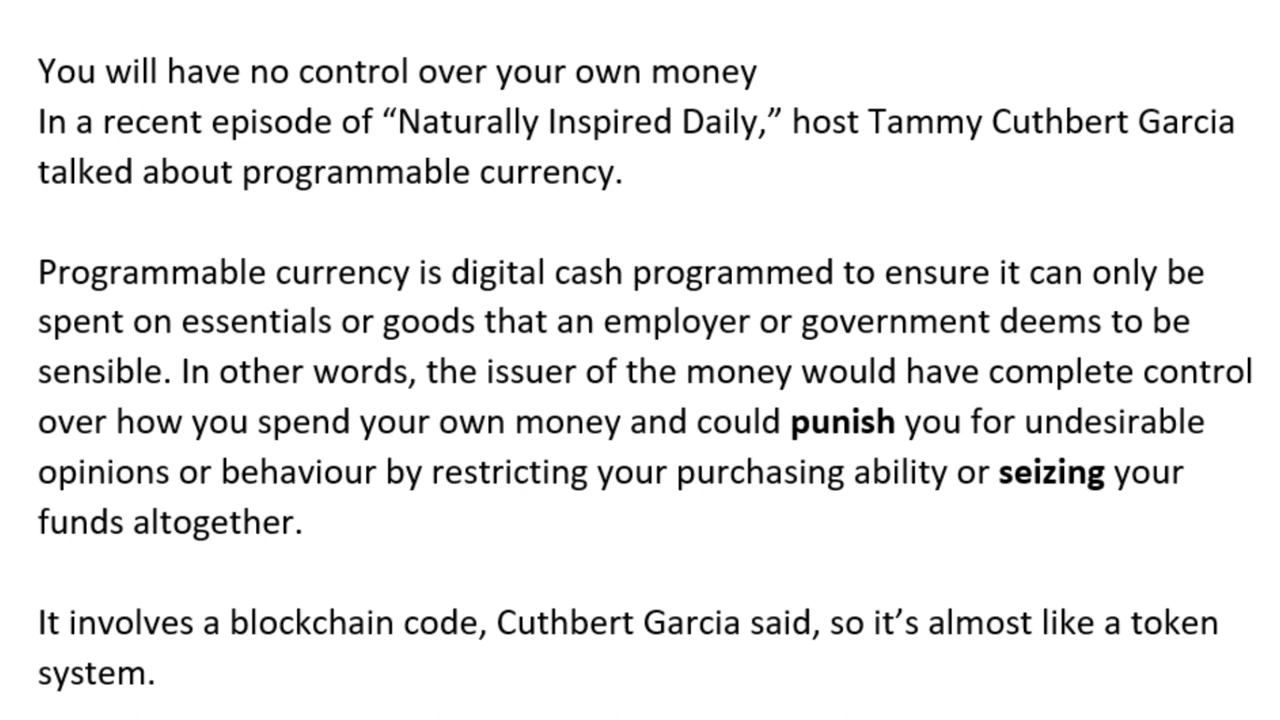 You will have no control over your own money
In a recent episode of “Naturally Inspired Daily,” host Tammy Cuthbert Garcia
talked about programmable currency.
Programmable currency is digital cash programmed to ensure it can only be
spent on essentials or goods that an employer or government deems to be
sensible. In other words, the issuer of the money would have complete control
over how you spend your own money and could punish you for undesirable
opinions or behaviour by restricting your purchasing ability or seizing your
funds altogether.
It involves a blockchain code, Cuthbert Garcia said, so it’s almost like a token
system.